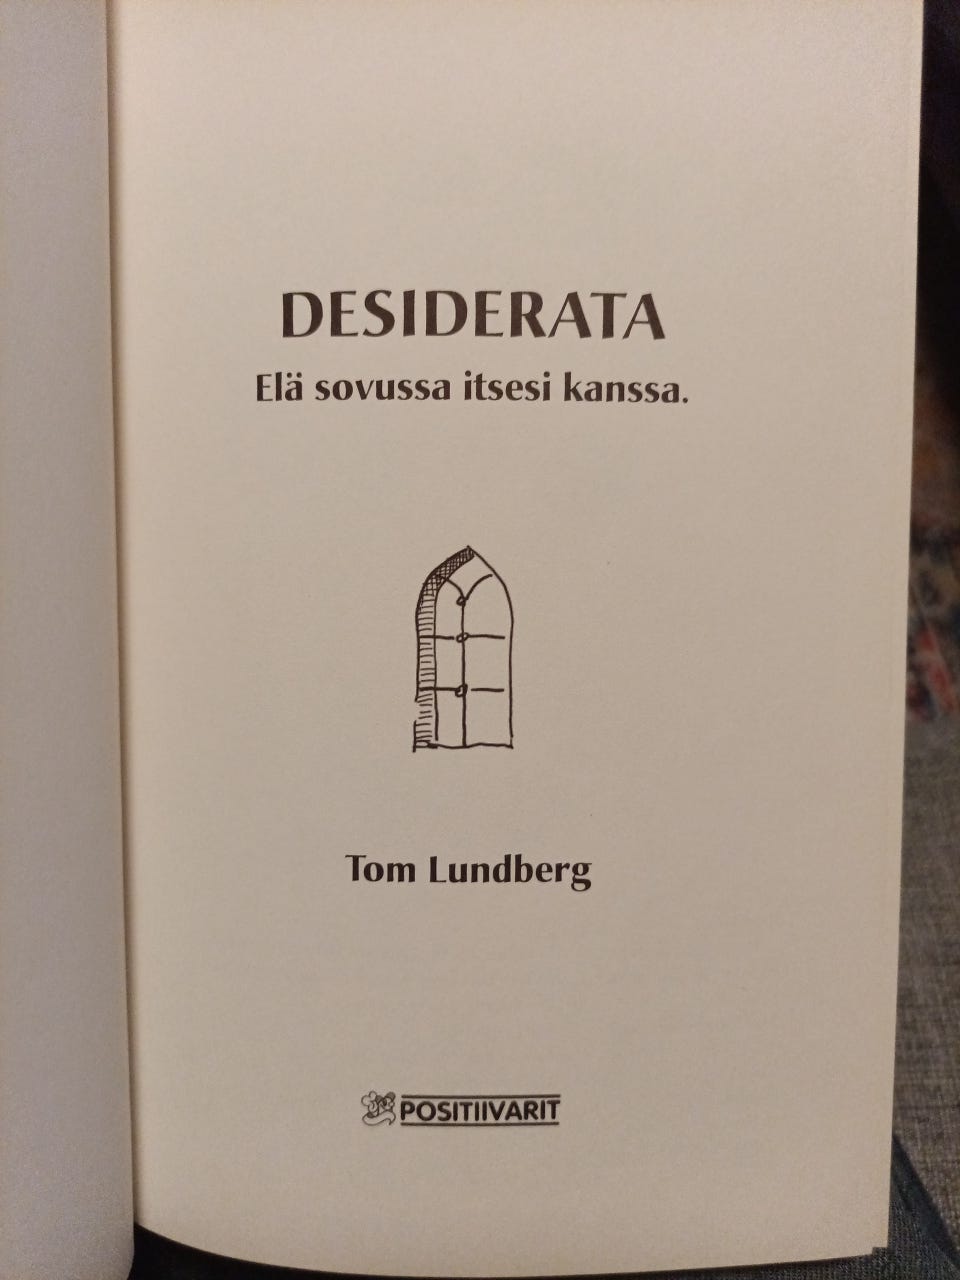 DESIDERATA
Elä sovussa itsesi kanssa.
Tom Lundberg
POSITIIVARIT